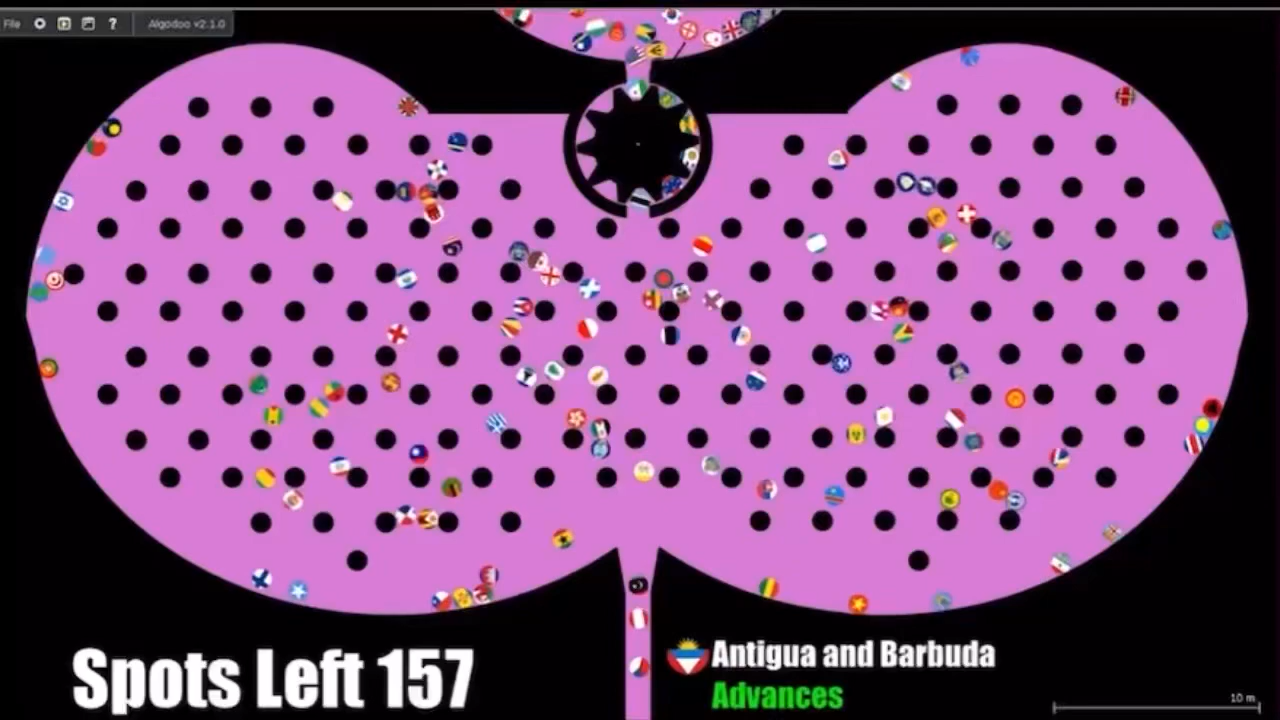 File ? Algodoo v2.1.0
Spots Left 157
Antigua and Barbuda
Advances
10 m